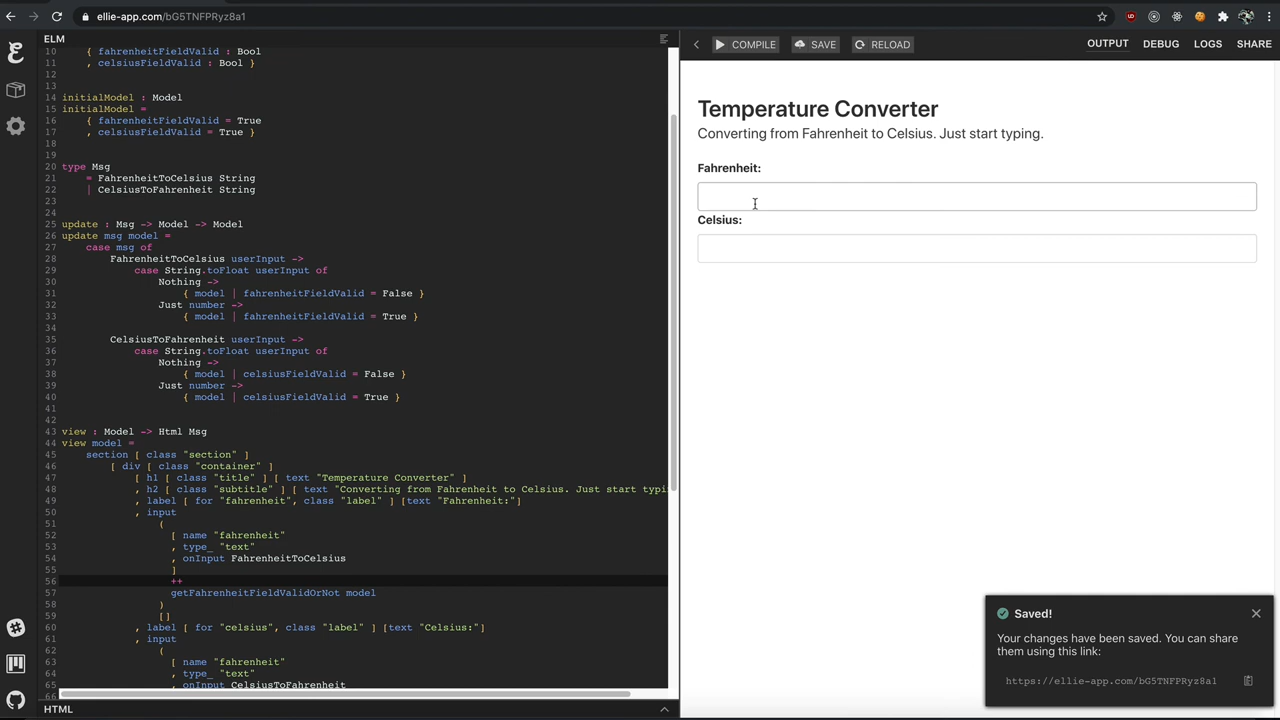 ellie-app.com/bG5TNFPRyz8a1
ELM
COMPILE
SAVE
RELOAD
OUTPUT
DEBUG
LOGS
SHARE
10 { fahrenheitFieldValid : Bool
11 , celsiusFieldValid : Bool }
12
13
14 initialModel : Model
15 initialModel =
16 { fahrenheitFieldValid = True
17 , celsiusFieldValid = True }
18
19
20 type Msg
21 = FahrenheitToCelsius String
22 | CelsiusToFahrenheit String
23
24
25 update : Msg -> Model -> Model
26 update msg model =
27 case msg of
28 FahrenheitToCelsius userInput ->
29 case String.toFloat userInput of
30 Nothing ->
31 { model | fahrenheitFieldValid = False }
32 Just number ->
33 { model | fahrenheitFieldValid = True }
34
35 CelsiusToFahrenheit userInput ->
36 case String.toFloat userInput of
37 Nothing ->
38 { model | celsiusFieldValid = False }
39 Just number ->
40 { model | celsiusFieldValid = True }
41
42
43 view : Model -> Html Msg
44 view model =
45 section [ class "section" ]
46 [ div [ class "container" ]
47 [ h1 [ class "title" ] [ text "Temperature Converter" ]
48 , h2 [ class "subtitle" ] [ text "Converting from Fahrenheit to Celsius. Just start typi
49 , label [ for "fahrenheit", class "label" ] [text "Fahrenheit:"]
50 , input
51 (
52 [ name "fahrenheit"
53 , type_ "text"
54 , onInput FahrenheitToCelsius
55 ]
56 ++
57 getFahrenheitFieldValidOrNot model
58 )
59 []
60 , label [ for "celsius", class "label" ] [text "Celsius:"]
61 , input
62 (
63 [ name "fahrenheit"
64 , type_ "text"
65 , onInput CelsiusToFahrenheit
66
HTML
Temperature Converter
Converting from Fahrenheit to Celsius. Just start typing.
Fahrenheit:
Celsius:
Saved!
Your changes have been saved. You can share
them using this link:
https://ellie-app.com/bG5TNFPRyz8a1